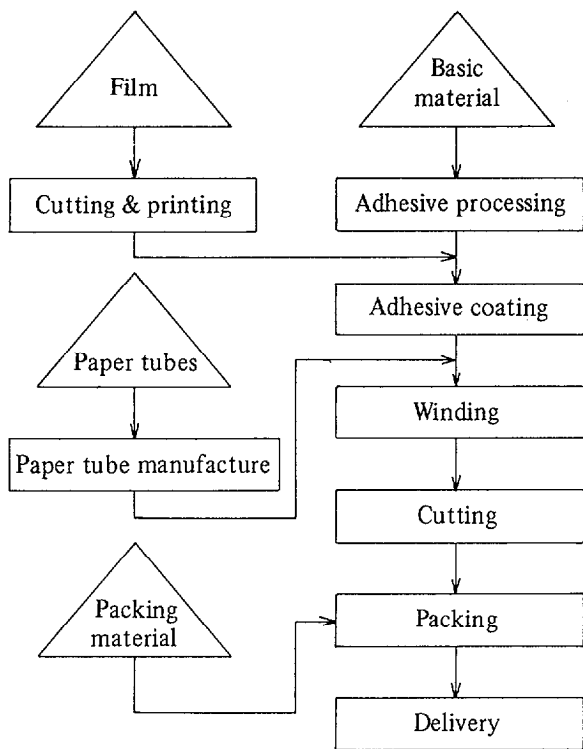 Film
Basic
material
Cutting & printing
Adhesive processing
Adhesive coating
Paper tubes
Winding
Paper tube manufacture
Cutting
Packing
material
Packing
Delivery